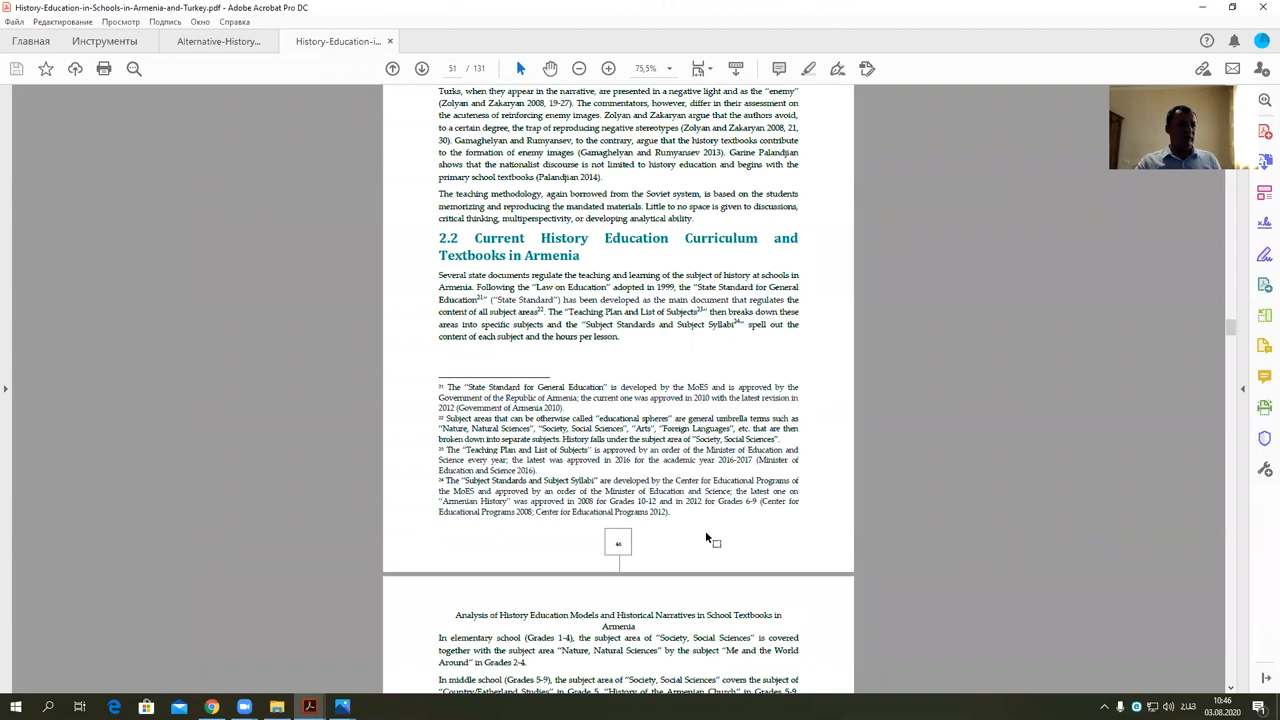 History-Education-in-Schools-in-Armenia-and-Turkey.pdf - Adobe Acrobat Pro DC
Файл Редактирование Просмотр Подпись Окно Справка
Главная Инструменты Alternative-History... History-Education-i... ×
51 / 131 75,5%
Turks, when they appear in the narrative, are presented in a negative light and as the "enemy"
(Zolyan and Zakaryan 2008, 19-27). The commentators, however, differ in their assessment on
the acuteness of reinforcing enemy images. Zolyan and Zakaryan argue that the authors avoid,
to a certain degree, the trap of reproducing negative stereotypes (Zolyan and Zakaryan 2008, 21,
30). Gamaghelyan and Rumyansev, to the contrary, argue that the history textbooks contribute
to the formation of enemy images (Gamaghelyan and Rumyansev 2013). Garine Palandjian
shows that the nationalist discourse is not limited to history education and begins with the
primary school textbooks (Palandjian 2014).
The teaching methodology, again borrowed from the Soviet system, is based on the students
memorizing and reproducing the mandated materials. Little to no space is given to discussions,
critical thinking, multiperspectivity, or developing analytical ability.
2.2 Current History Education Curriculum and
Textbooks in Armenia
Several state documents regulate the teaching and learning of the subject of history at schools in
Armenia. Following the "Law on Education" adopted in 1999, the "State Standard for General
Education21" ("State Standard") has been developed as the main document that regulates the
content of all subject areas22. The "Teaching Plan and List of Subjects23" then breaks down these
areas into specific subjects and the "Subject Standards and Subject Syllabi24" spell out the
content of each subject and the hours per lesson.
21 The "State Standard for General Education" is developed by the MoES and is approved by the
Government of the Republic of Armenia; the current one was approved in 2010 with the latest revision in
2012 (Government of Armenia 2010).
22 Subject areas that can be otherwise called "educational spheres" are general umbrella terms such as
"Nature, Natural Sciences", "Society, Social Sciences", "Arts", "Foreign Languages", etc. that are then
broken down into separate subjects. History falls under the subject area of "Society, Social Sciences".
23 The "Teaching Plan and List of Subjects" is approved by an order of the Minister of Education and
Science every year; the latest was approved in 2016 for the academic year 2016-2017 (Minister of
Education and Science 2016).
24 The "Subject Standards and Subject Syllabi" are developed by the Center for Educational Programs of
the MoES and approved by an order of the Minister of Education and Science; the latest one on
"Armenian History" was approved in 2008 for Grades 10-12 and in 2012 for Grades 6-9 (Center for
Educational Programs 2008; Center for Educational Programs 2012).
46
Analysis of History Education Models and Historical Narratives in School Textbooks in
Armenia
In elementary school (Grades 1-4), the subject area of "Society, Social Sciences" is covered
together with the subject area "Nature, Natural Sciences" by the subject "Me and the World
Around" in Grades 2-4.
In middle school (Grades 5-9), the subject area of "Society, Social Sciences" covers the subject of
"Country/Fatherland Studies" in Grade 5, "History of the Armenian Church" in Grades 5-9,
10:46
03.08.2020